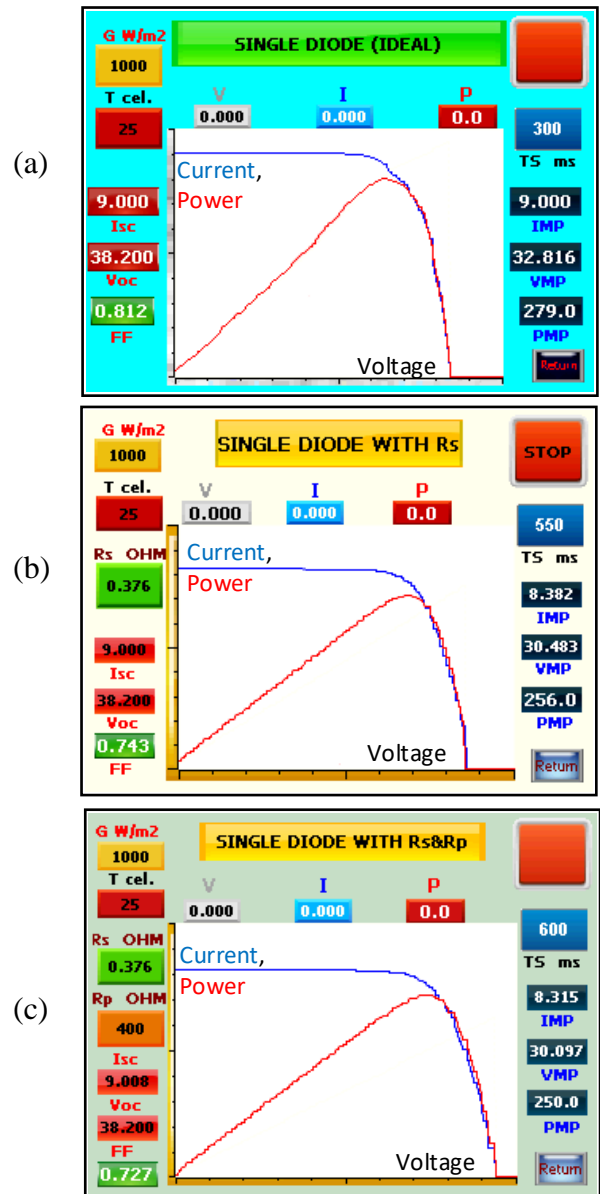 (a)
G W/m2
1000
T cel.
25
SINGLE DIODE (IDEAL)
V I P
0.000 0.000 0.0
Current,
Power
Voltage
9.000
Isc
38.200
Voc
0.812
FF
300
TS ms
9.000
IMP
32.816
VMP
279.0
PMP
Return
(b)
G W/m2
1000
T cel.
25
Rs OHM
0.376
9.000
Isc
38.200
Voc
0.743
FF
SINGLE DIODE WITH Rs
V I P
0.000 0.000 0.0
Current,
Power
Voltage
STOP
550
TS ms
8.382
IMP
30.483
VMP
256.0
PMP
Return
(c)
G W/m2
1000
T cel.
25
Rs OHM
0.376
Rp OHM
400
Isc
9.008
Voc
38.200
FF
0.727
SINGLE DIODE WITH Rs&Rp
V I P
0.000 0.000 0.0
Current,
Power
Voltage
600
TS ms
8.315
IMP
30.097
VMP
250.0
PMP
Return